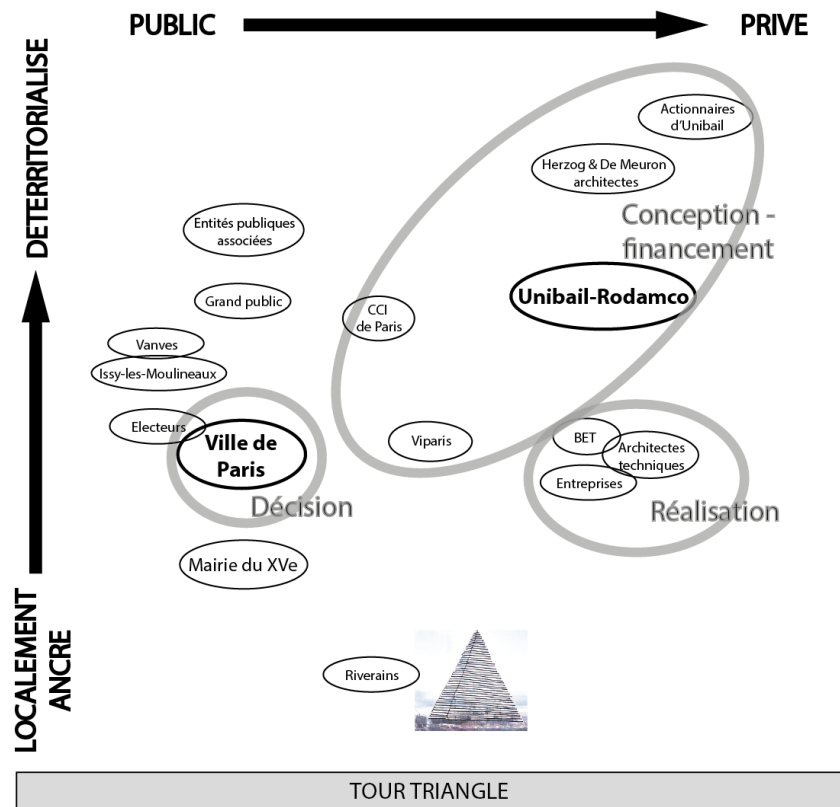 PUBLIC
PRIVE
DETERRITORIALISE
LOCALEMENT
ANCRE
Actionnaires
d'Unibail
Herzog & De Meuron
architectes
Conception -
financement
Entités publiques
associées
Unibail-Rodamco
Grand public
CCI
de Paris
Vanves
Issy-les-Moulineaux
Electeurs
Ville de
Paris
Décision
Viparis
BET
Architectes
techniques
Entreprises
Réalisation
Mairie du XVe
Riverains
TOUR TRIANGLE